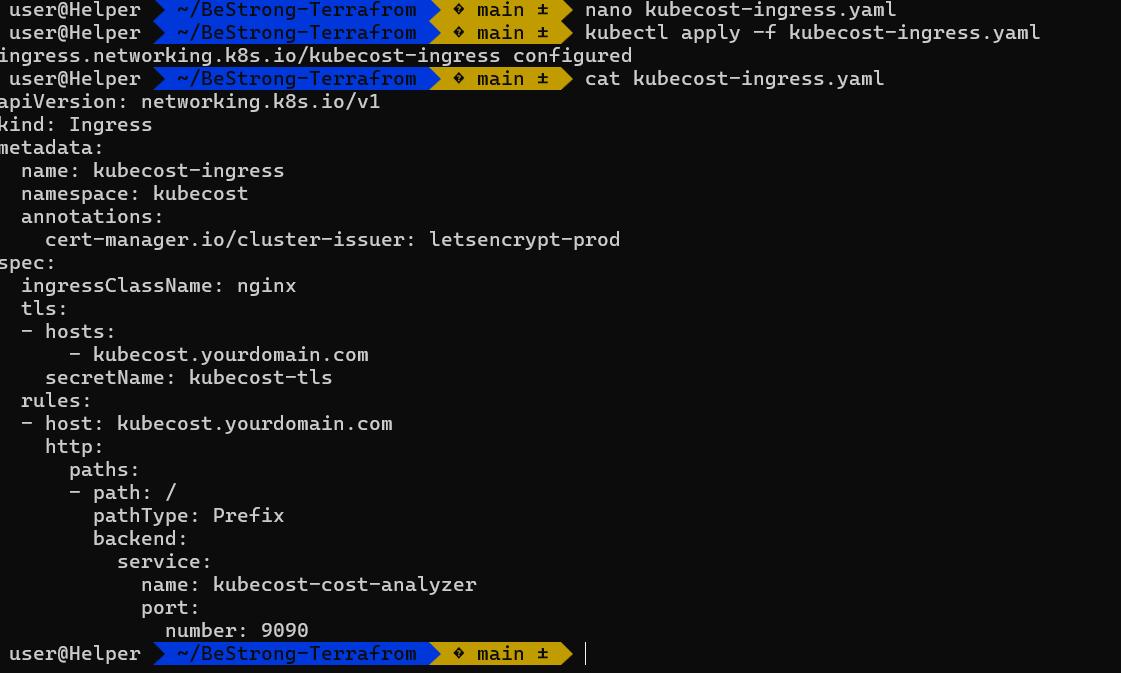 user@Helper ~/BeStrong-Terrafrom � main ± nano kubecost-ingress.yaml
user@Helper ~/BeStrong-Terrafrom � main ± kubectl apply -f kubecost-ingress.yaml
ingress.networking.k8s.io/kubecost-ingress configured
user@Helper ~/BeStrong-Terrafrom � main ± cat kubecost-ingress.yaml
apiVersion: networking.k8s.io/v1
kind: Ingress
metadata:
  name: kubecost-ingress
  namespace: kubecost
  annotations:
    cert-manager.io/cluster-issuer: letsencrypt-prod
spec:
  ingressClassName: nginx
  tls:
  - hosts:
      - kubecost.yourdomain.com
    secretName: kubecost-tls
  rules:
  - host: kubecost.yourdomain.com
    http:
      paths:
      - path: /
        pathType: Prefix
        backend:
          service:
            name: kubecost-cost-analyzer
            port:
              number: 9090
user@Helper ~/BeStrong-Terrafrom � main ±